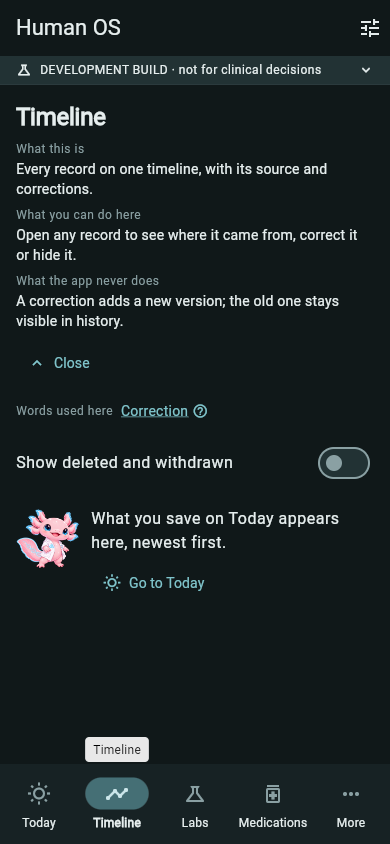 Human OS
DEVELOPMENT BUILD · not for clinical decisions
Timeline
What this is
Every record on one timeline, with its source and
corrections.
What you can do here
Open any record to see where it came from, correct it
or hide it.
What the app never does
A correction adds a new version; the old one stays
visible in history.
Close
Words used here Correction
Show deleted and withdrawn
What you save on Today appears
here, newest first.
Go to Today
Timeline
Today Timeline Labs Medications More